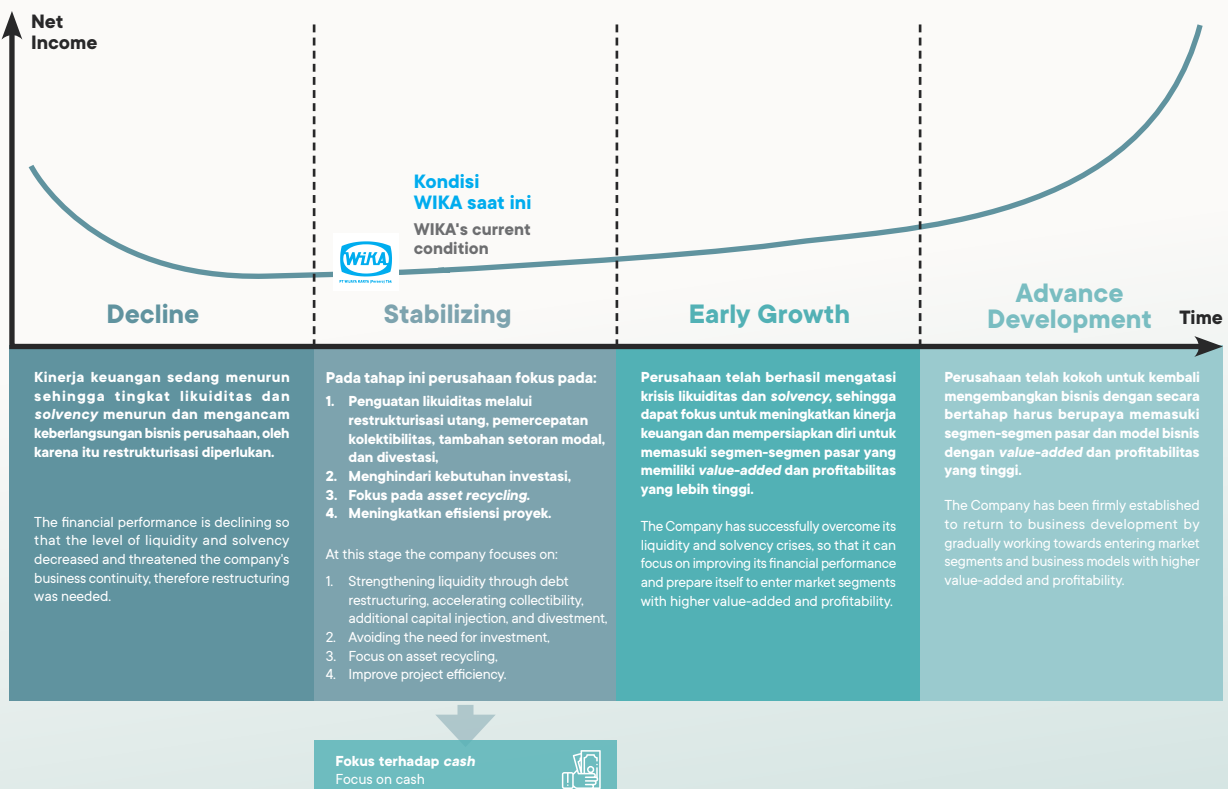 Net
Income
Kondisi
WIKA saat ini
WIKA's current
condition
WiKA
Decline
Stabilizing
Early Growth
Advance
Development
Time
Kinerja keuangan sedang menurun
sehingga tingkat likuiditas dan
solvency menurun dan mengancam
keberlangsungan bisnis perusahaan, oleh
karena itu restrukturisasi diperlukan.
The financial performance is declining so
that the level of liquidity and solvency
decreased and threatened the company's
business continuity, therefore restructuring
was needed.
Pada tahap ini perusahaan fokus pada:
1. Penguatan likuiditas melalui
restrukturisasi utang, pemercepatan
kolektibilitas, tambahan setoran modal,
dan divestasi,
2. Menghindari kebutuhan investasi,
3. Fokus pada asset recycling.
4. Meningkatkan efisiensi proyek.
At this stage the company focuses on:
1. Strengthening liquidity through debt
restructuring, accelerating collectibility,
additional capital injection, and divestment,
2. Avoiding the need for investment,
3. Focus on asset recycling,
4. Improve project efficiency.
Perusahaan telah berhasil mengatasi
krisis likuiditas dan solvency, sehingga
dapat fokus untuk meningkatkan kinerja
keuangan dan mempersiapkan diri untuk
memasuki segmen-segmen pasar yang
memiliki value-added dan profitabilitas
yang lebih tinggi.
The Company has successfully overcome its
liquidity and solvency crises, so that it can
focus on improving its financial performance
and prepare itself to enter market segments
with higher value-added and profitability.
Perusahaan telah kokoh untuk kembali
mengembangkan bisnis dengan secara
bertahap harus berupaya memasuki
segmen-segmen pasar dan model bisnis
dengan value-added dan profitabilitas
yang tinggi.
The Company has been firmly established
to return to business development by
gradually working towards entering market
segments and business models with higher
value-added and profitability.
Fokus terhadap cash
Focus on cash